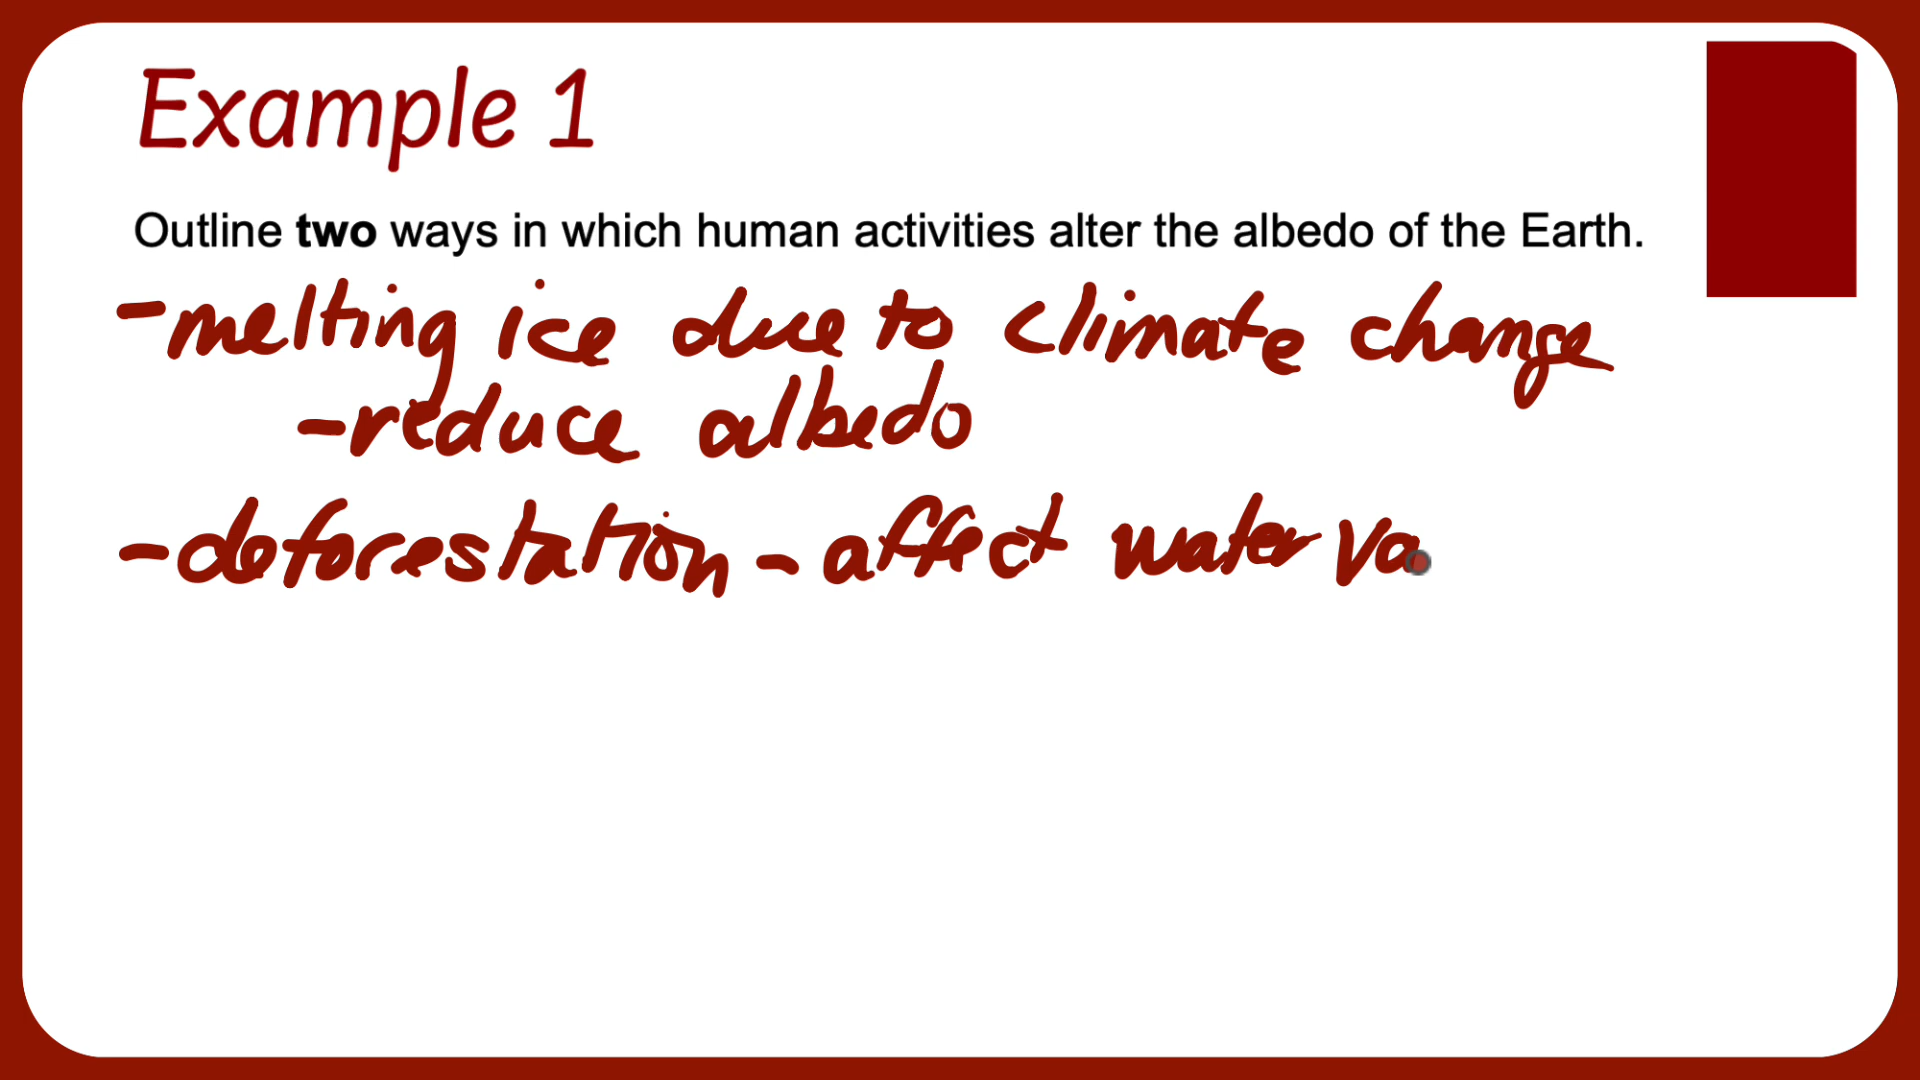 Example 1
Outline two ways in which human activities alter the albedo of the Earth.
-melting ice due to climate change
-reduce albedo
-deforestation - affect water va